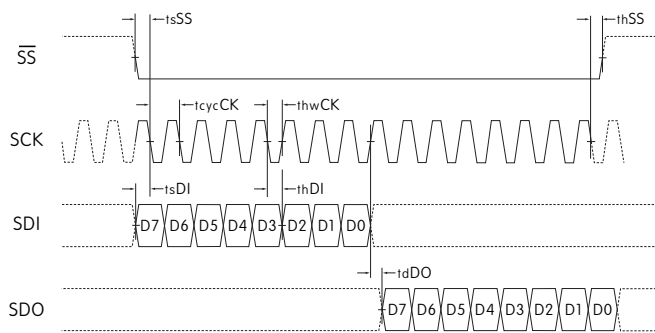 tsSS thSS
S̅S̅
tcycCK thwCK
SCK
tsDI thDI
SDI D7 D6 D5 D4 D3 D2 D1 D0
tdDO
SDO D7 D6 D5 D4 D3 D2 D1 D0